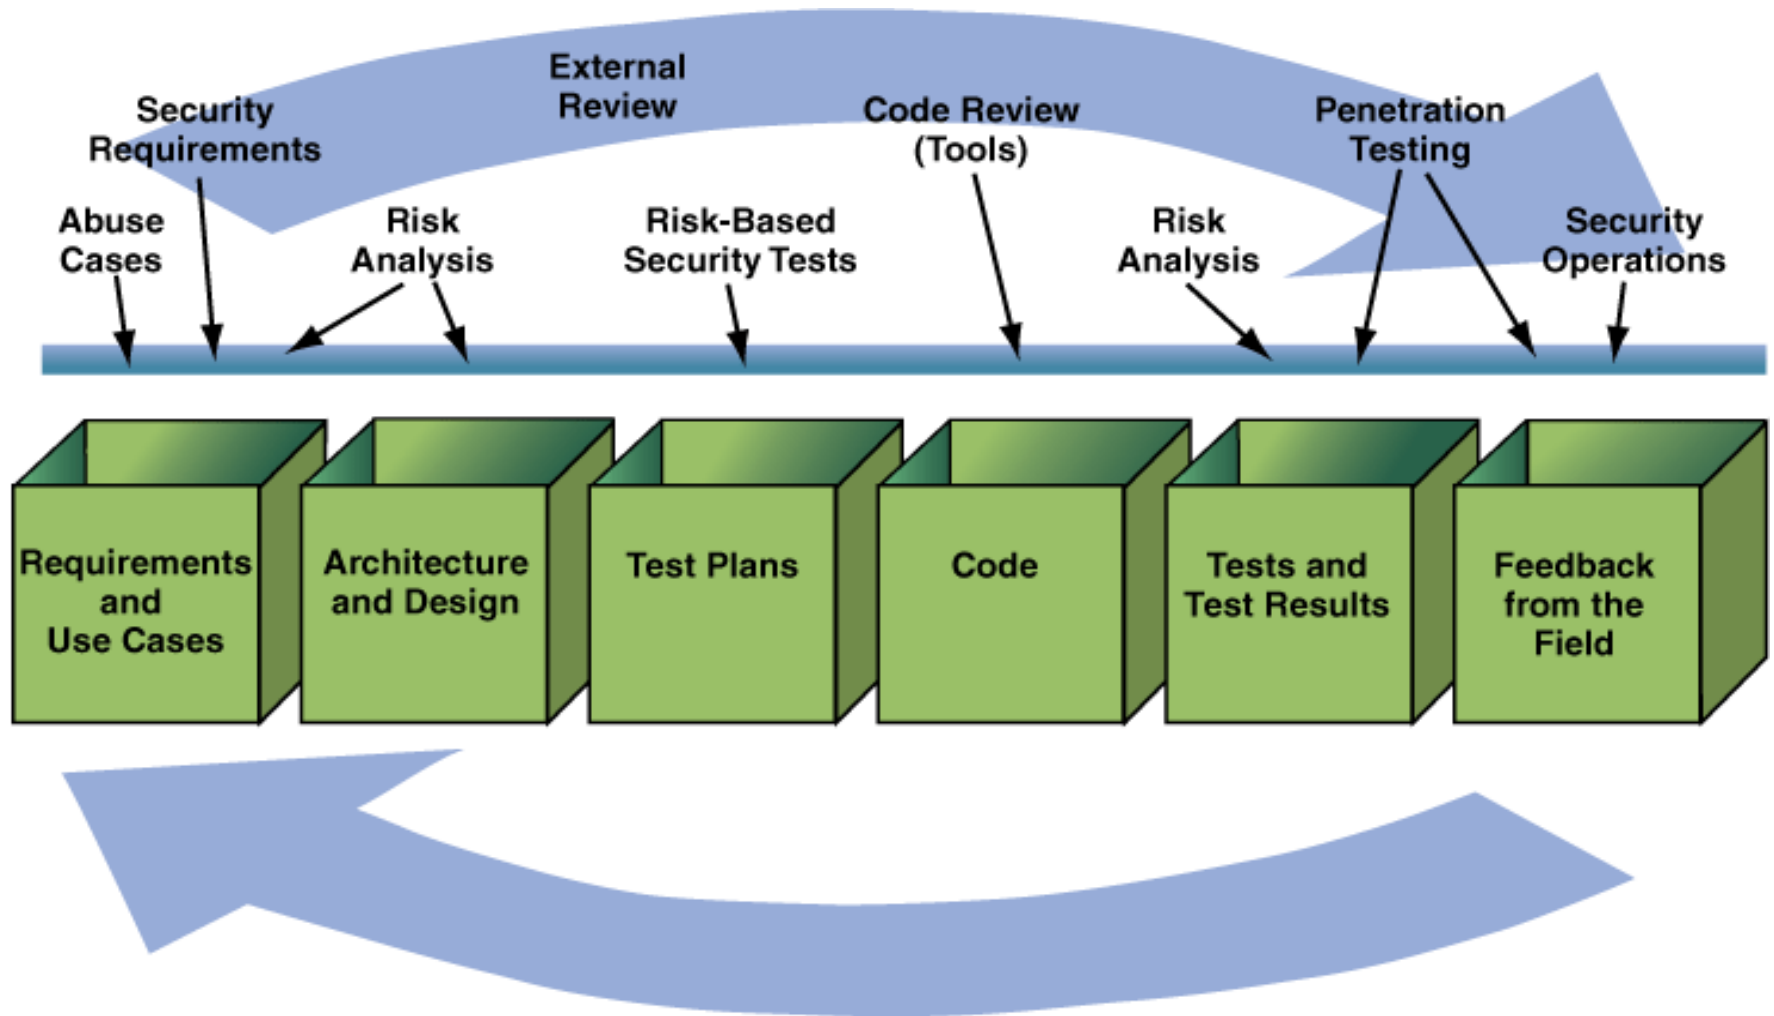 External
Review
Security
Requirements
Code Review
(Tools)
Penetration
Testing
Abuse
Cases
Risk
Analysis
Risk-Based
Security Tests
Risk
Analysis
Security
Operations
Requirements
and
Use Cases
Architecture
and Design
Test Plans
Code
Tests and
Test Results
Feedback
from the
Field